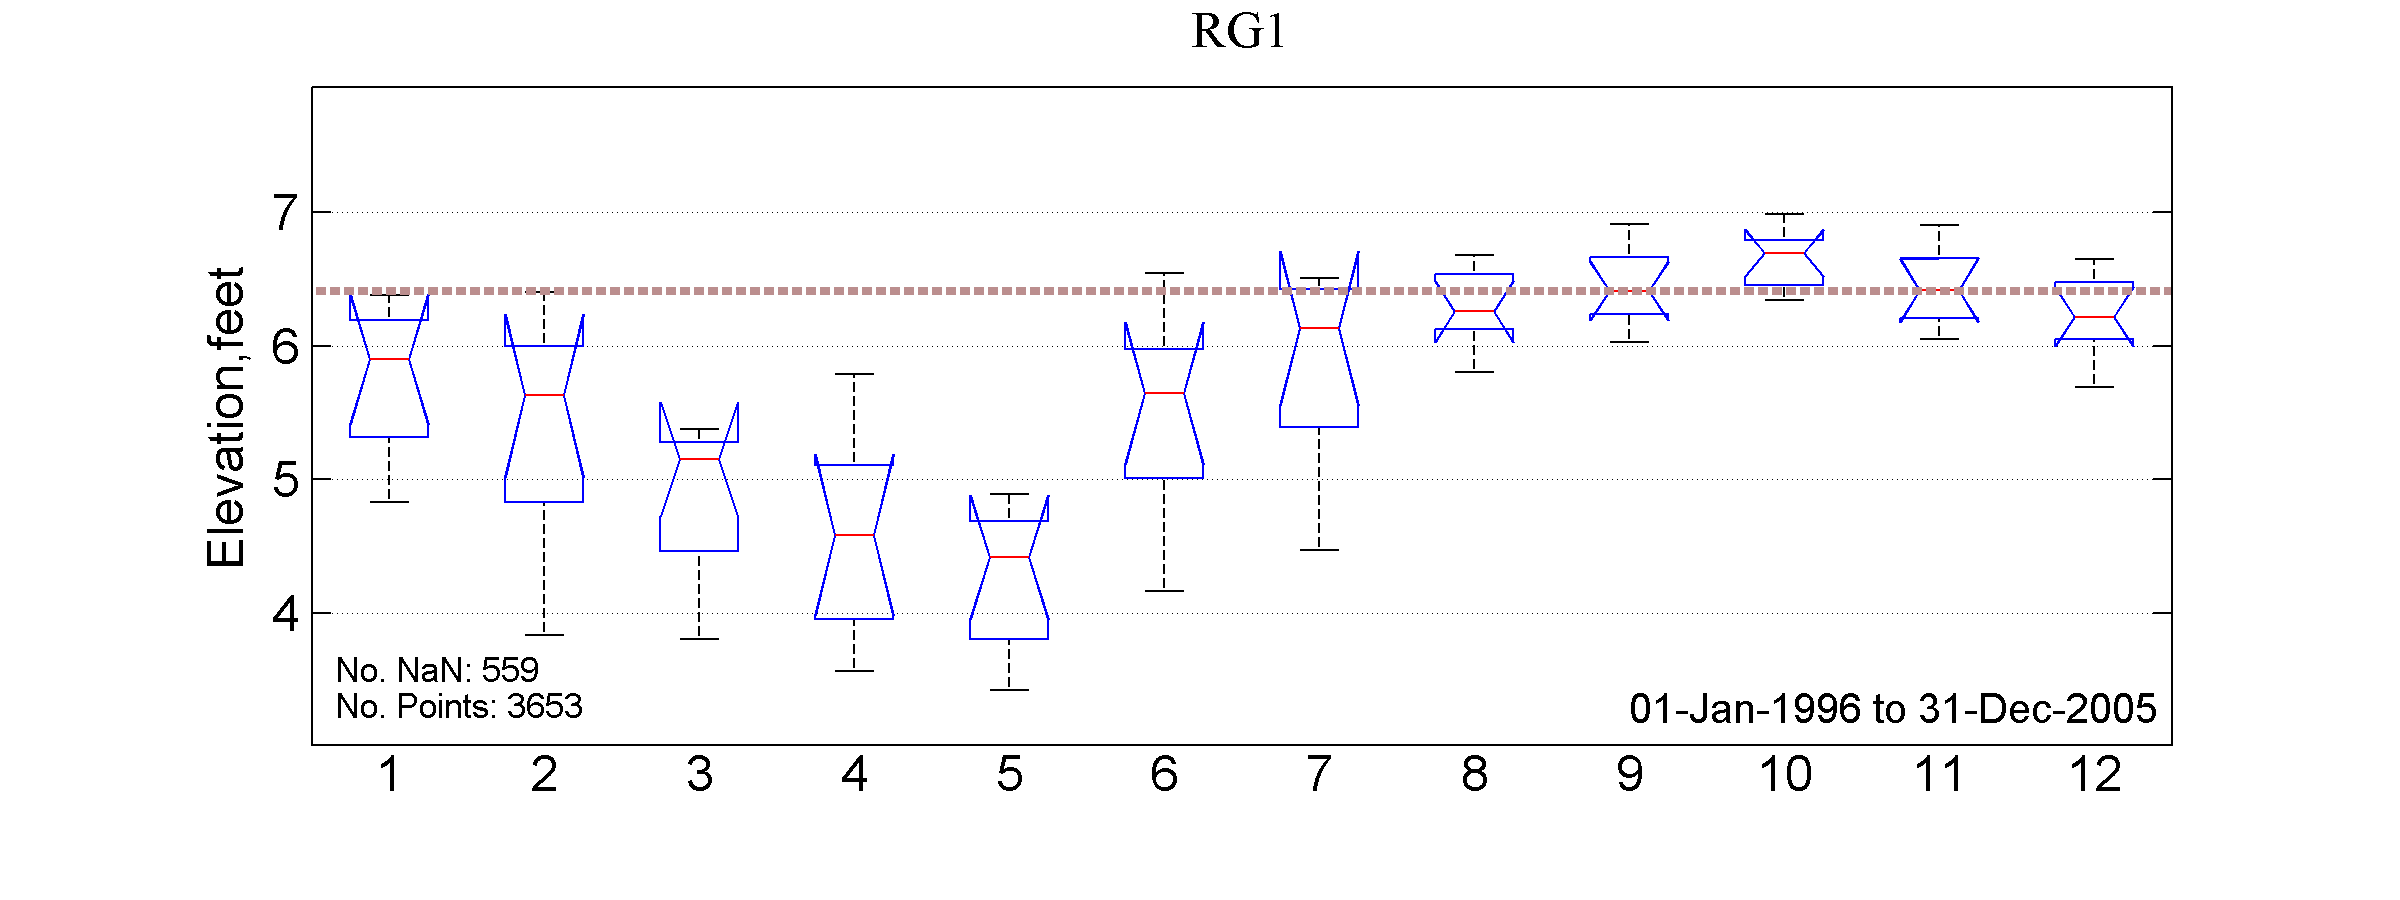 RG1
Elevation,feet
7
6
5
4
No. NaN: 559
No. Points: 3653
01-Jan-1996 to 31-Dec-2005
1 2 3 4 5 6 7 8 9 10 11 12